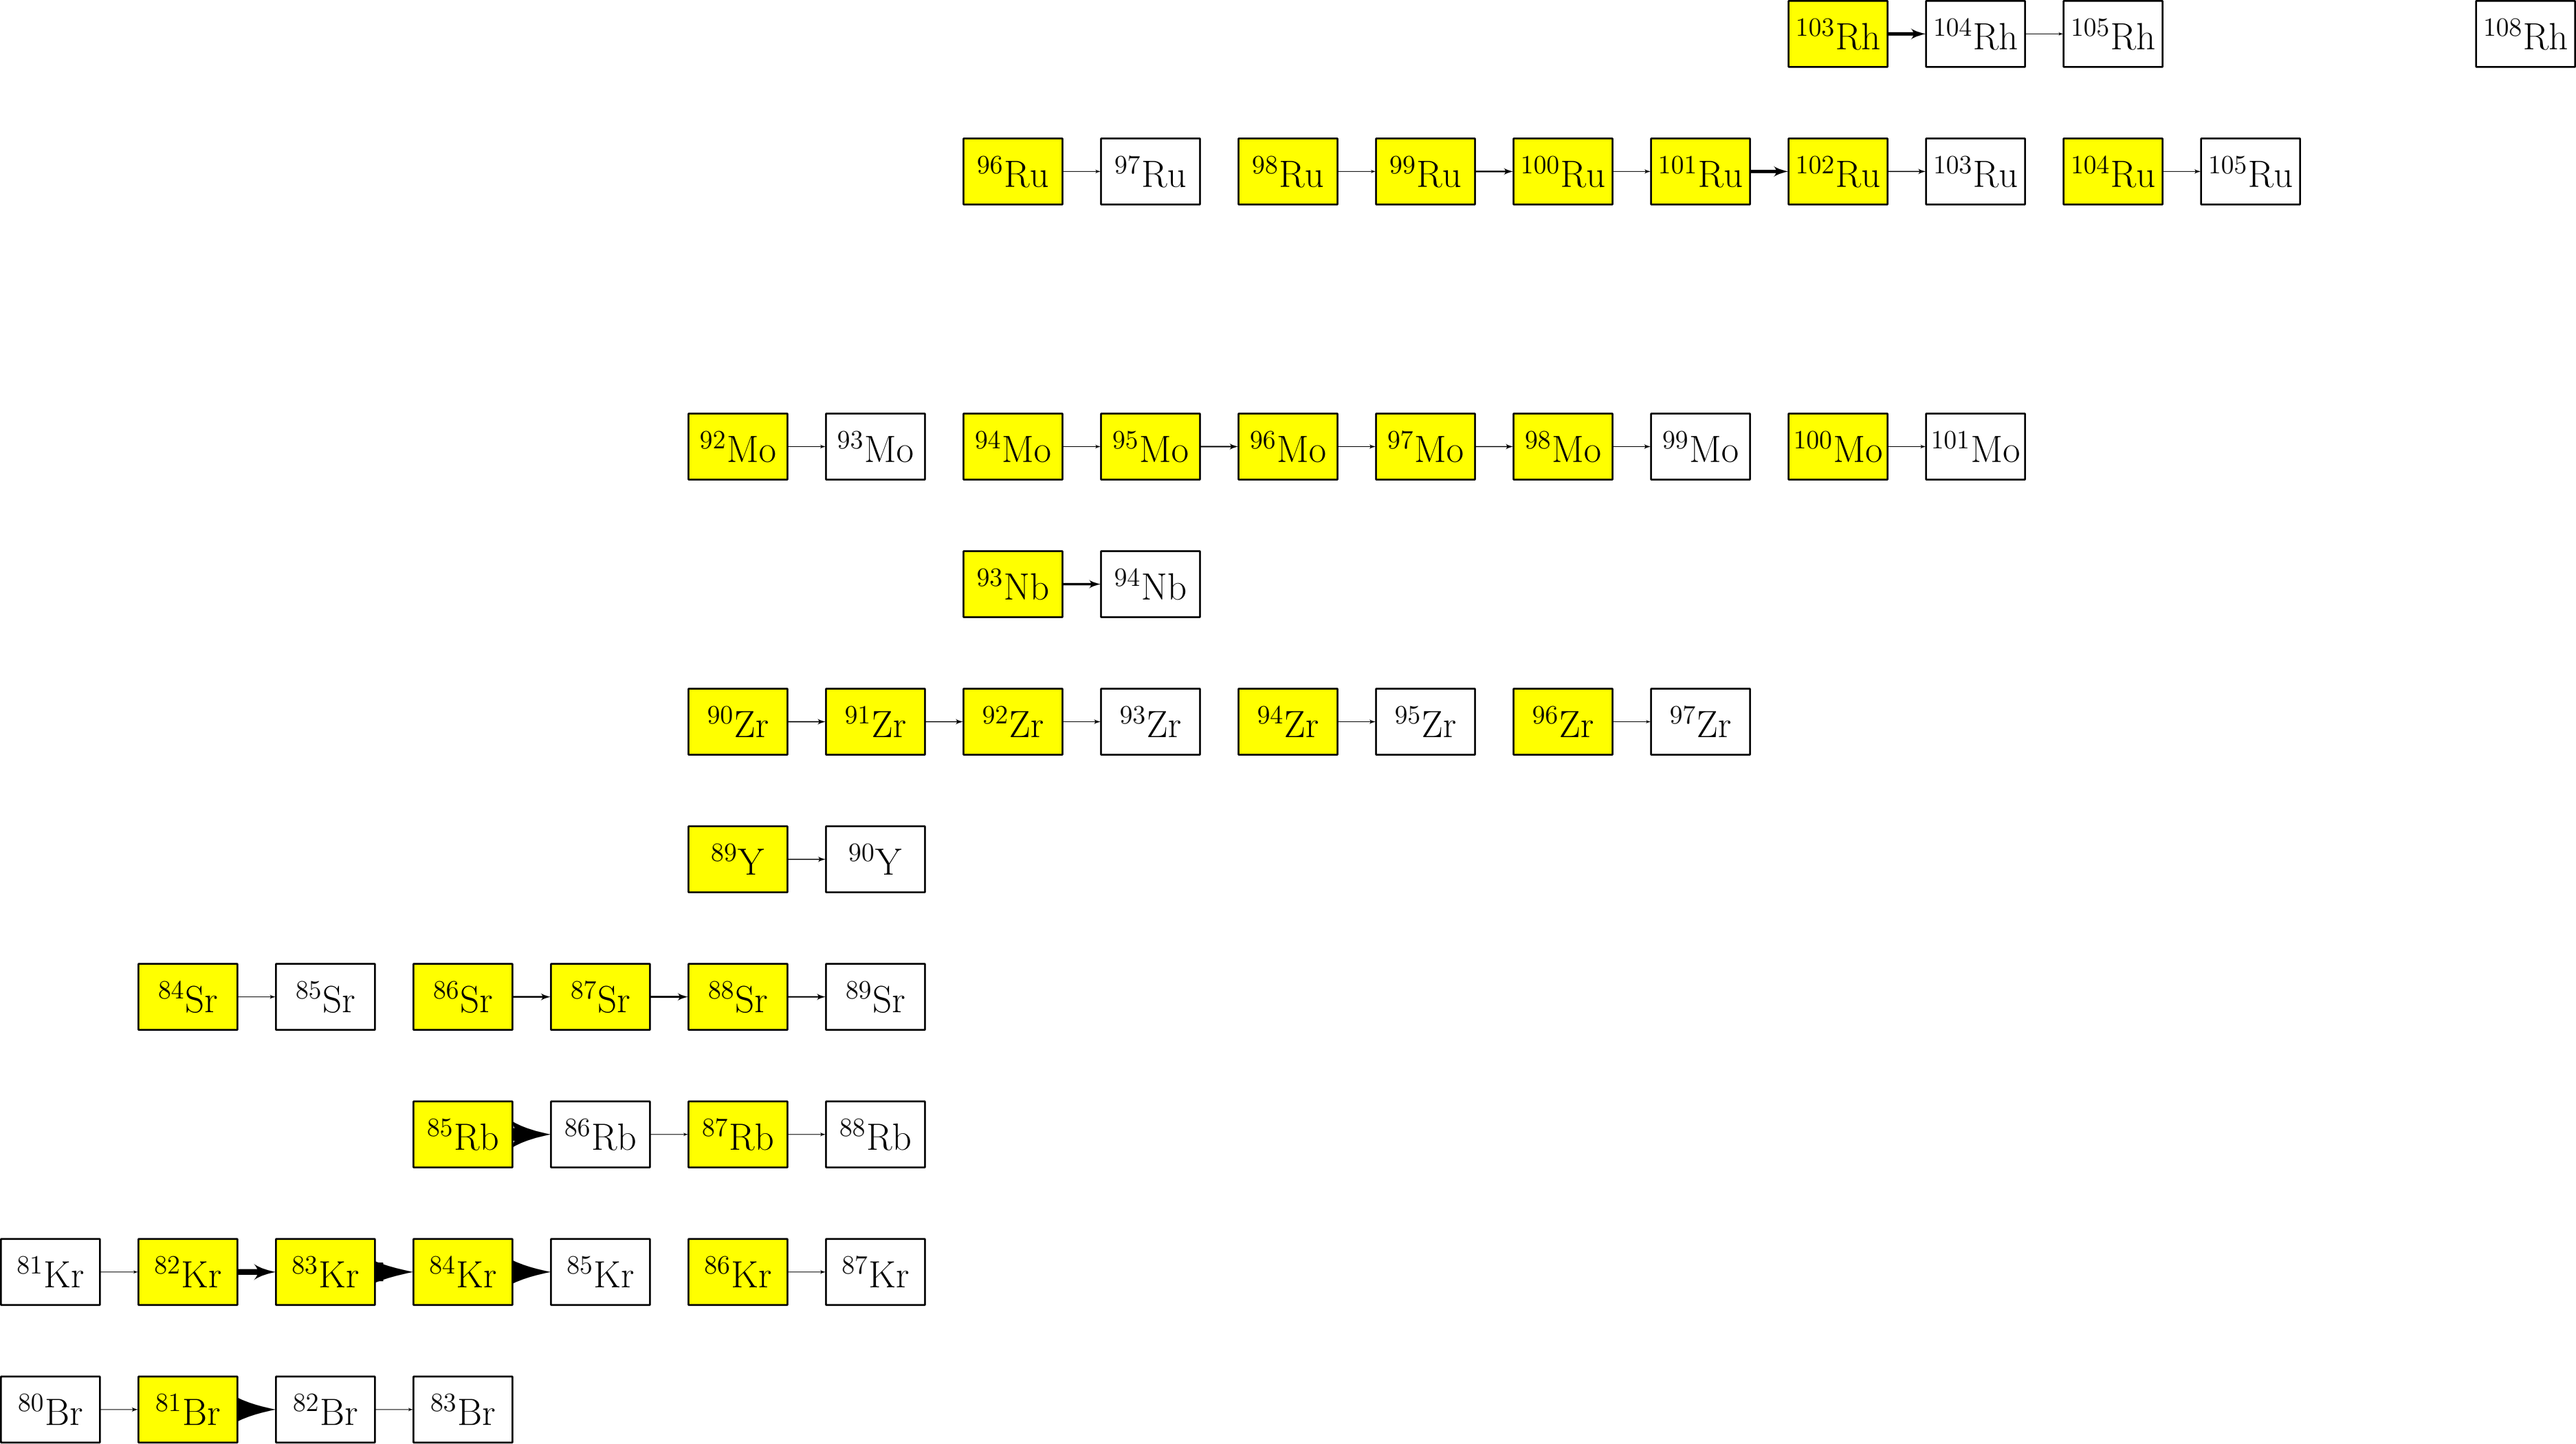 ¹⁰³Rh ¹⁰⁴Rh ¹⁰⁵Rh ¹⁰⁸Rh
⁹⁶Ru ⁹⁷Ru ⁹⁸Ru ⁹⁹Ru ¹⁰⁰Ru ¹⁰¹Ru ¹⁰²Ru ¹⁰³Ru ¹⁰⁴Ru ¹⁰⁵Ru
⁹²Mo ⁹³Mo ⁹⁴Mo ⁹⁵Mo ⁹⁶Mo ⁹⁷Mo ⁹⁸Mo ⁹⁹Mo ¹⁰⁰Mo ¹⁰¹Mo
⁹³Nb ⁹⁴Nb
⁹⁰Zr ⁹¹Zr ⁹²Zr ⁹³Zr ⁹⁴Zr ⁹⁵Zr ⁹⁶Zr ⁹⁷Zr
⁸⁹Y ⁹⁰Y
⁸⁴Sr ⁸⁵Sr ⁸⁶Sr ⁸⁷Sr ⁸⁸Sr ⁸⁹Sr
⁸⁵Rb ⁸⁶Rb ⁸⁷Rb ⁸⁸Rb
⁸¹Kr ⁸²Kr ⁸³Kr ⁸⁴Kr ⁸⁵Kr ⁸⁶Kr ⁸⁷Kr
⁸⁰Br ⁸¹Br ⁸²Br ⁸³Br